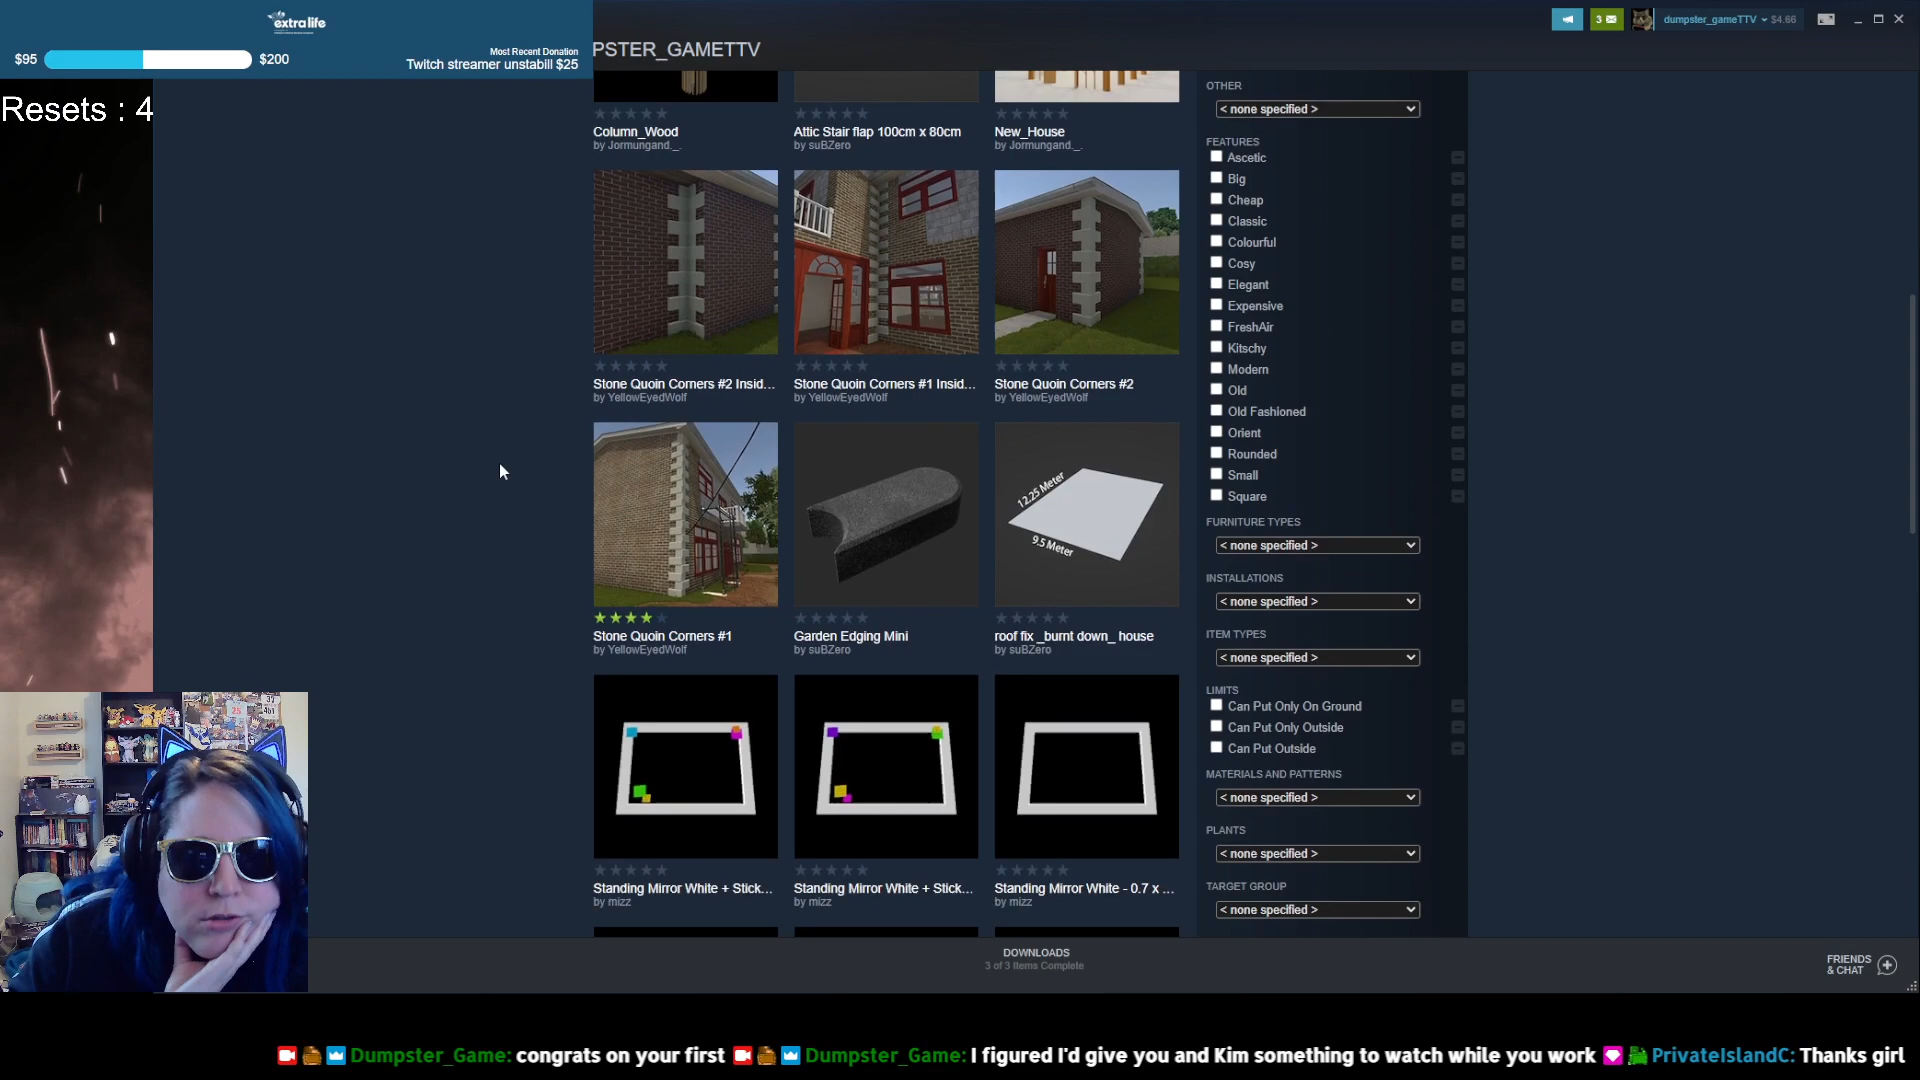 extralife
$95
$200
Most Recent Donation
Twitch streamer unstabill $25
Resets : 4
PSTER_GAMETTV
3
dumpster_gameTTV
$4.66
Column_Wood
by Jormungand._.
Attic Stair flap 100cm x 80cm
by suBZero
New_House
by Jormungand._.
Stone Quoin Corners #2 Insid...
by YellowEyedWolf
Stone Quoin Corners #1 Insid...
by YellowEyedWolf
Stone Quoin Corners #2
by YellowEyedWolf
12.25 Meter
9.5 Meter
Stone Quoin Corners #1
by YellowEyedWolf
Garden Edging Mini
by suBZero
roof fix _burnt down_ house
by suBZero
Standing Mirror White + Stick...
by mizz
Standing Mirror White + Stick...
by mizz
Standing Mirror White - 0.7 x ...
by mizz
OTHER
< none specified >
FEATURES
Ascetic
Big
Cheap
Classic
Colourful
Cosy
Elegant
Expensive
FreshAir
Kitschy
Modern
Old
Old Fashioned
Orient
Rounded
Small
Square
FURNITURE TYPES
< none specified >
INSTALLATIONS
< none specified >
ITEM TYPES
< none specified >
LIMITS
Can Put Only On Ground
Can Put Only Outside
Can Put Outside
MATERIALS AND PATTERNS
< none specified >
PLANTS
< none specified >
TARGET GROUP
< none specified >
DOWNLOADS
3 of 3 Items Complete
FRIENDS
& CHAT
Dumpster_Game: congrats on your first Dumpster_Game: I figured I'd give you and Kim something to watch while you work PrivateIslandC: Thanks girl